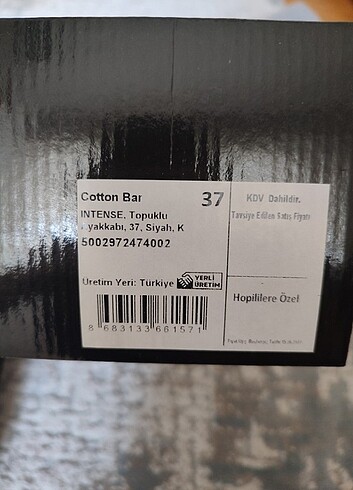 Cotton Bar 37
INTENSE, Topuklu
yakkabı, 37, Siyah, K
5002972474002
Üretim Yeri: Türkiye
YERLİ
ÜRETİM
8 683133 661571
KDV Dahildir.
Tavsiye Edilen Satış Fiyatı
Hopililere Özel